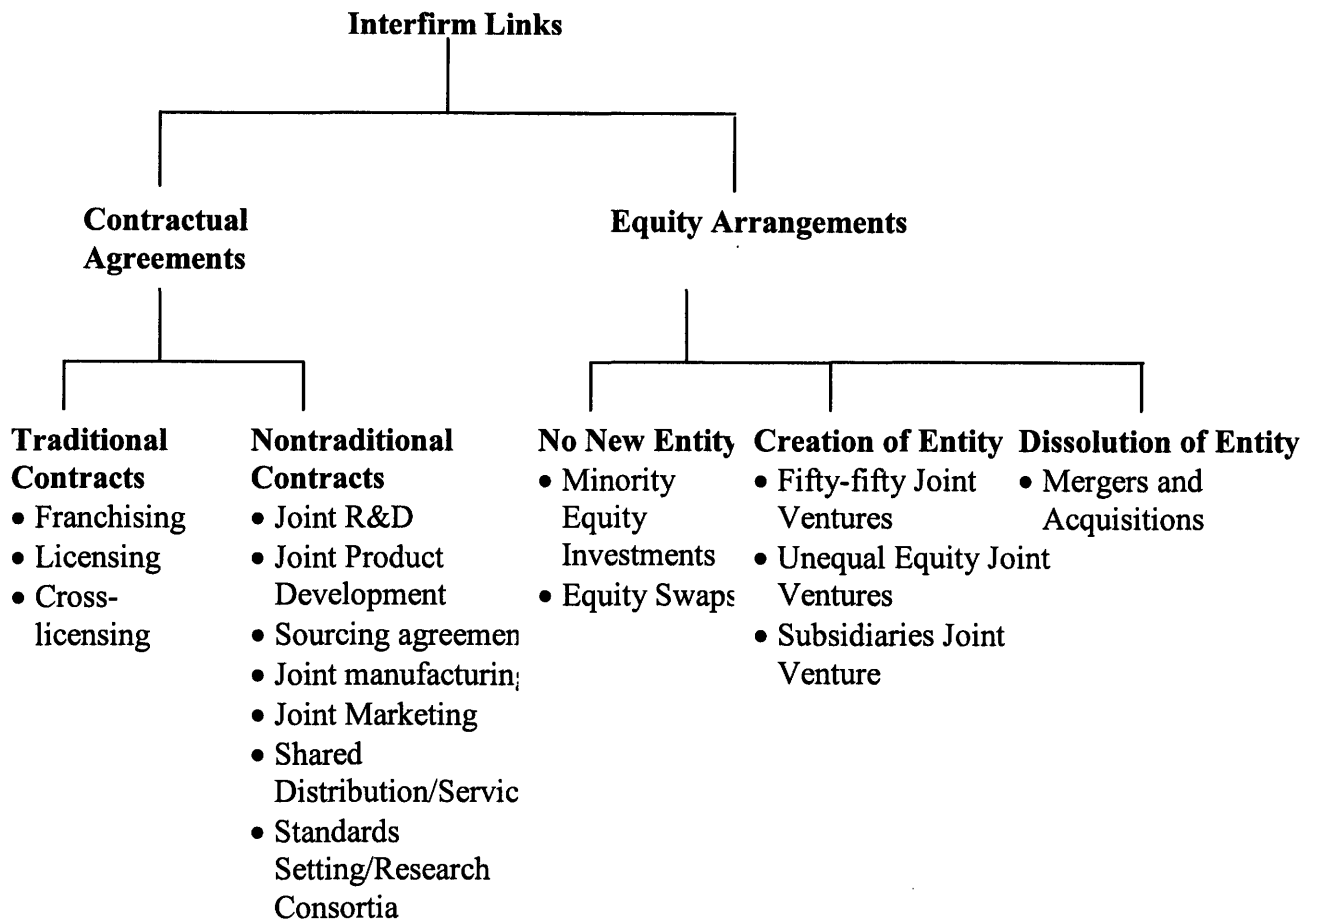 Interfirm Links
Contractual
Agreements
Equity Arrangements
Traditional
Contracts
• Franchising
• Licensing
• Cross-
licensing
Nontraditional
Contracts
• Joint R&D
• Joint Product
Development
• Sourcing agreemen
• Joint manufacturin
• Joint Marketing
• Shared
Distribution/Servic
• Standards
Setting/Research
Consortia
No New Entity
• Minority
Equity
Investments
• Equity Swaps
Creation of Entity
• Fifty-fifty Joint
Ventures
• Unequal Equity Joint
Ventures
• Subsidiaries Joint
Venture
Dissolution of Entity
• Mergers and
Acquisitions